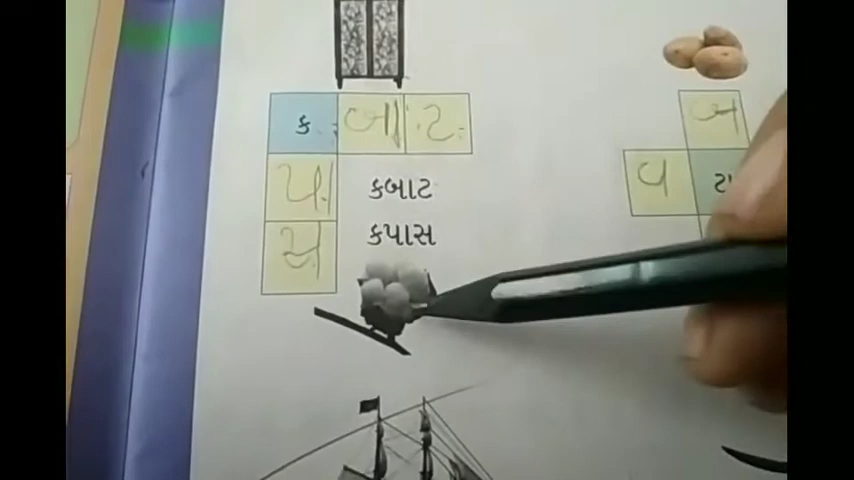 ક બા ટ
પા કબાટ
સ કપાસ
બ
વ ટા